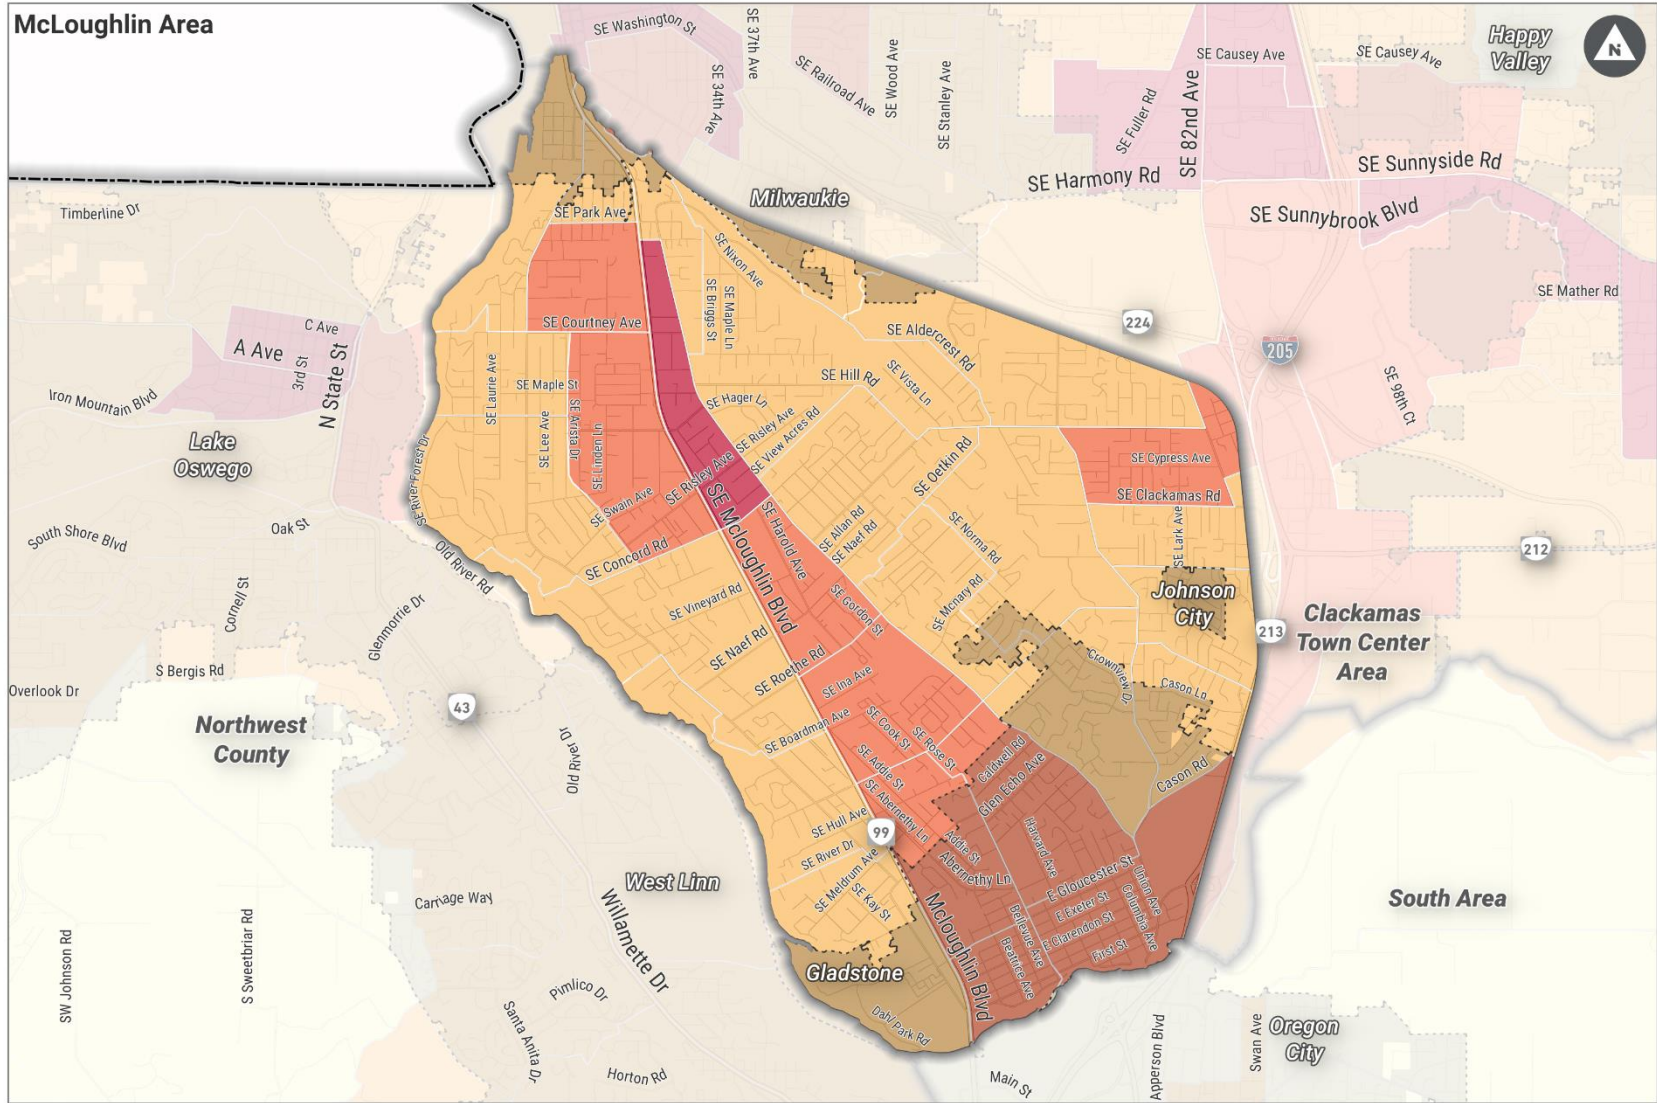 McLoughlin Area
N
SE Washington St
SE 37th Ave
SE 34th Ave
SE Railroad Ave
SE Wood Ave
SE Stanley Ave
SE Causey Ave
SE Causey Ave
Happy
Valley
SE Fuller Rd
SE 82nd Ave
SE Harmony Rd
SE Sunnyside Rd
SE Sunnybrook Blvd
Milwaukie
Timberline Dr
SE Park Ave
SE Nixon Ave
SE Mather Rd
SE Briggs St
SE Maple Ln
C Ave
A Ave
3rd St
N State St
SE Courtney Ave
SE Aldercrest Rd
224
205
Iron Mountain Blvd
SE Laurie Ave
SE Maple St
SE Hill Rd
SE Vista Ln
SE 98th Ct
SE Hager Ln
SE Lee Ave
SE Arista Dr
SE Linden Ln
SE Risley Ave
SE View Acres Rd
Lake
Oswego
SE River Forest Dr
SE Risley Ave
SE Oetkin Rd
SE Cypress Ave
SE Clackamas Rd
SE Swain Ave
South Shore Blvd
Oak St
SE Mcloughlin Blvd
SE Harold Ave
SE Allan Rd
SE Naef Rd
SE Norma Rd
SE Lark Ave
212
Old River Rd
SE Concord Rd
Cornell St
Glenmorrie Dr
SE Vineyard Rd
SE Gordon St
SE Mcnary Rd
Johnson
City
213
Clackamas
Town Center
Area
S Bergis Rd
SE Naef Rd
SE Roethe Rd
SE Ina Ave
Crownview Dr
Cason Ln
Overlook Dr
43
Northwest
County
Old River Dr
SE Boardman Ave
SE Cook St
SE Rose St
SE Addie St
Caldwell Rd
Glen Echo Ave
Cason Rd
SE Abernethy Ln
SE Hull Ave
99
SE River Dr
SE Meldrum Ave
SE Kay St
Addie St
Abernethy Ln
Harvard Ave
E Gloucester St
E Exeter St
E Clarendon St
First St
Union Ave
Columbia Ave
Bellevue Ave
Beatrice Ave
West Linn
Carriage Way
Willamette Dr
Mcloughlin Blvd
South Area
SW Johnson Rd
S Sweetbriar Rd
Pimlico Dr
Gladstone
Dahl Park Rd
Santa Anita Dr
Horton Rd
Main St
Apperson Blvd
Swan Ave
Oregon
City